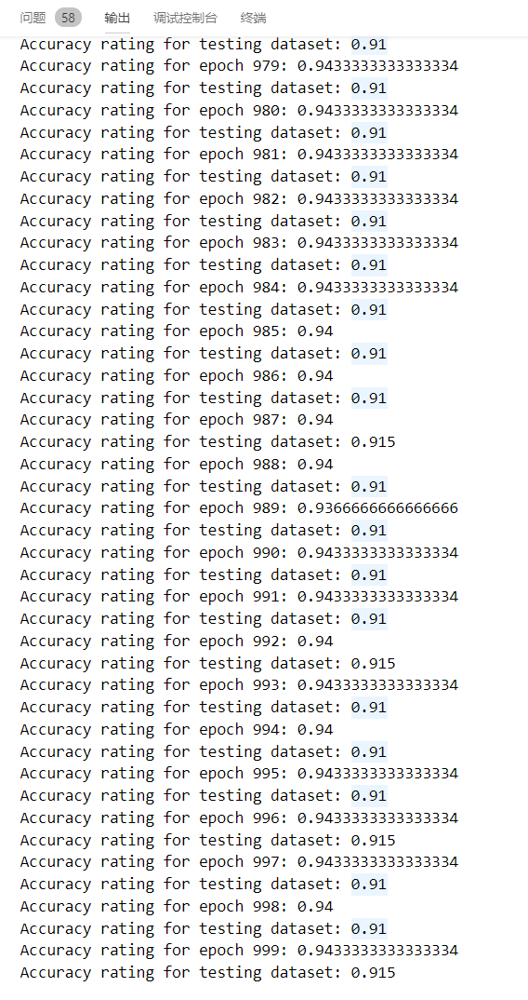 问题 58 输出 调试控制台 终端
Accuracy rating for testing dataset: 0.91
Accuracy rating for epoch 979: 0.9433333333333334
Accuracy rating for testing dataset: 0.91
Accuracy rating for epoch 980: 0.9433333333333334
Accuracy rating for testing dataset: 0.91
Accuracy rating for epoch 981: 0.9433333333333334
Accuracy rating for testing dataset: 0.91
Accuracy rating for epoch 982: 0.9433333333333334
Accuracy rating for testing dataset: 0.91
Accuracy rating for epoch 983: 0.9433333333333334
Accuracy rating for testing dataset: 0.91
Accuracy rating for epoch 984: 0.9433333333333334
Accuracy rating for testing dataset: 0.91
Accuracy rating for epoch 985: 0.94
Accuracy rating for testing dataset: 0.91
Accuracy rating for epoch 986: 0.94
Accuracy rating for testing dataset: 0.91
Accuracy rating for epoch 987: 0.94
Accuracy rating for testing dataset: 0.915
Accuracy rating for epoch 988: 0.94
Accuracy rating for testing dataset: 0.91
Accuracy rating for epoch 989: 0.9366666666666666
Accuracy rating for testing dataset: 0.91
Accuracy rating for epoch 990: 0.9433333333333334
Accuracy rating for testing dataset: 0.91
Accuracy rating for epoch 991: 0.9433333333333334
Accuracy rating for testing dataset: 0.91
Accuracy rating for epoch 992: 0.94
Accuracy rating for testing dataset: 0.915
Accuracy rating for epoch 993: 0.9433333333333334
Accuracy rating for testing dataset: 0.91
Accuracy rating for epoch 994: 0.94
Accuracy rating for testing dataset: 0.91
Accuracy rating for epoch 995: 0.9433333333333334
Accuracy rating for testing dataset: 0.91
Accuracy rating for epoch 996: 0.9433333333333334
Accuracy rating for testing dataset: 0.915
Accuracy rating for epoch 997: 0.9433333333333334
Accuracy rating for testing dataset: 0.91
Accuracy rating for epoch 998: 0.94
Accuracy rating for testing dataset: 0.91
Accuracy rating for epoch 999: 0.9433333333333334
Accuracy rating for testing dataset: 0.915